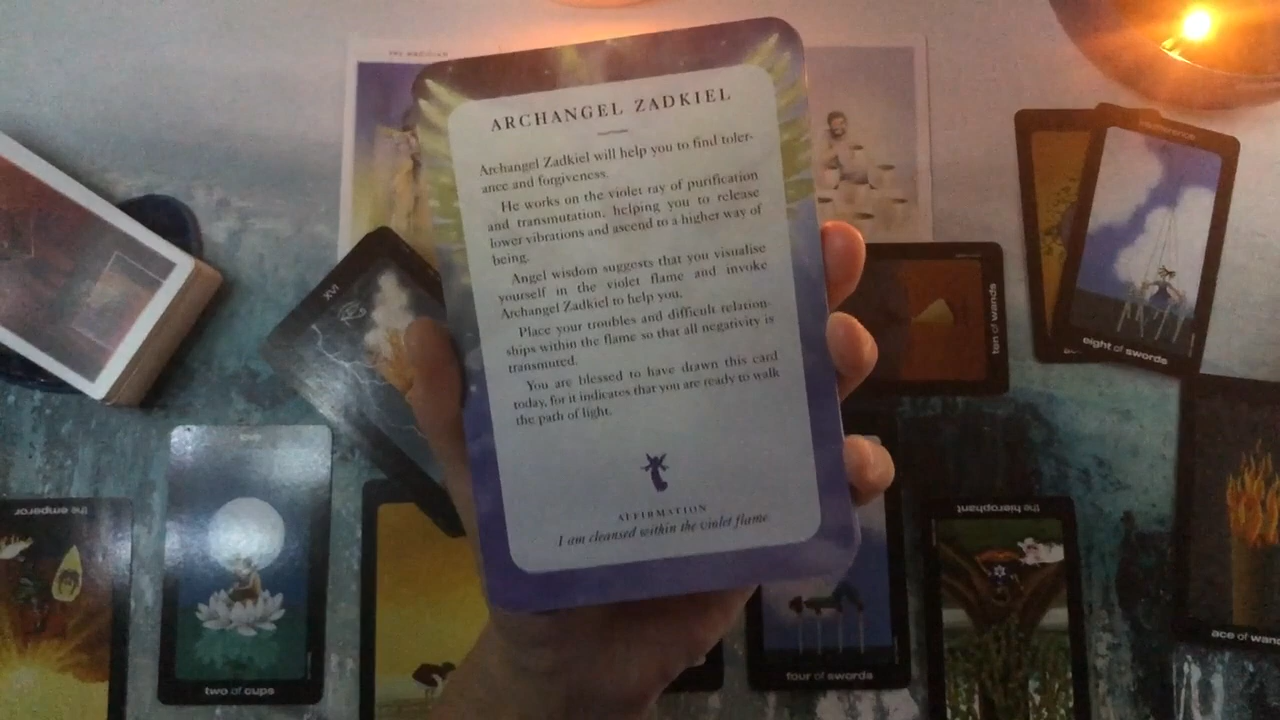 ARCHANGEL ZADKIEL
Archangel Zadkiel will help you to find toler-
ance and forgiveness.
He works on the violet ray of purification
and transmutation, helping you to release
lower vibrations and ascend to a higher way of
being.
Angel wisdom suggests that you visualise
yourself in the violet flame and invoke
Archangel Zadkiel to help you.
Place your troubles and difficult relation-
ships within the flame so that all negativity is
transmuted.
You are blessed to have drawn this card
today, for it indicates that you are ready to walk
the path of light.
AFFIRMATION
I am cleansed within the violet flame
XVI
ten of wands
indifference
eight of swords
the emperor
two of cups
four of swords
the hierophant
ace of wand